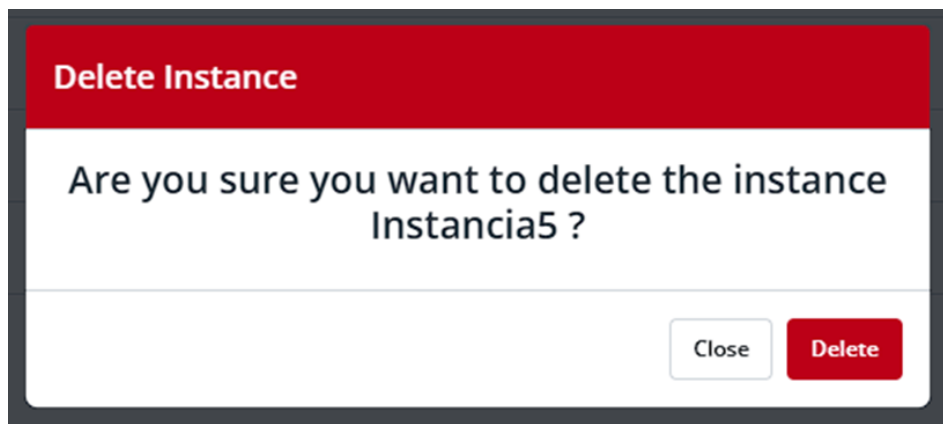 Delete Instance
Are you sure you want to delete the instance
Instancia5 ?
Close
Delete